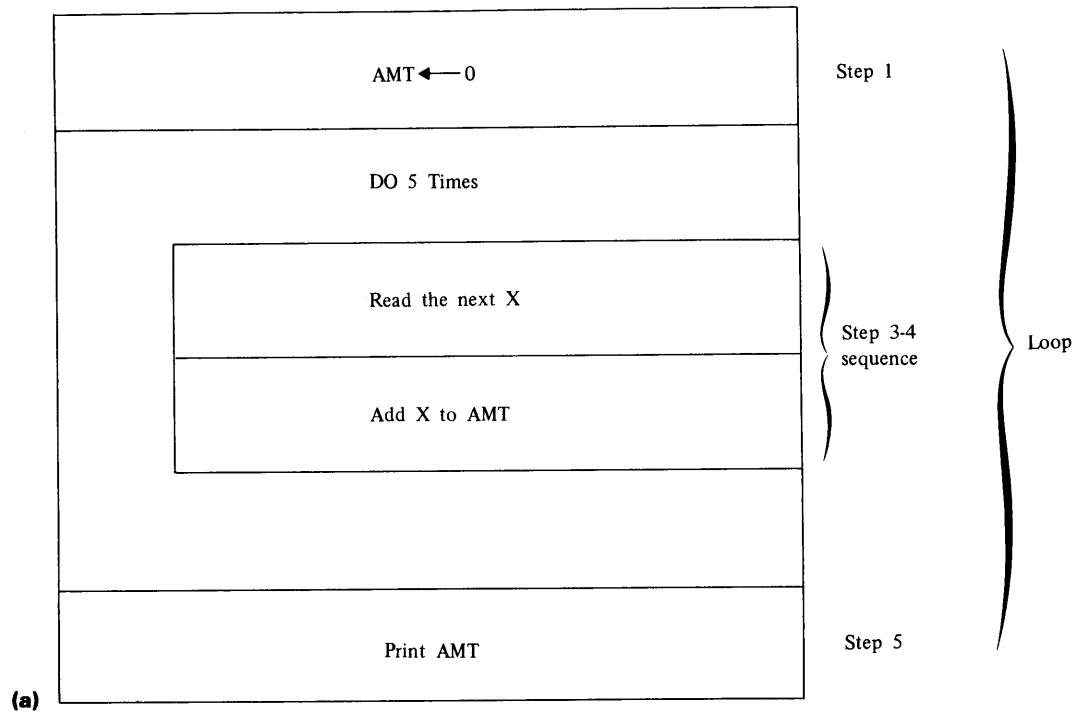 AMT ← 0
Step 1
DO 5 Times
Read the next X
Step 3-4
sequence
Loop
Add X to AMT
Print AMT
Step 5
(a)